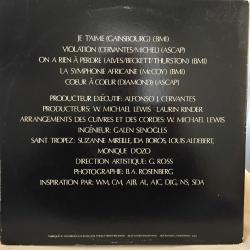 JE T'AIME (GAINSBOURG) (BMI)
VIOLATION (CERVANTES/MICHEL) (ASCAP)
ON A RIEN À PERDRE (ALVES/BECKETT/THURSTON) (BMI)
LA SYMPHONIE AFRICAINE (McCOY) (BMI)
COEUR À COEUR (DIAMOND) (ASCAP)
PRODUCTEUR EXÉCUTIF: ALFONSO J. CERVANTES
PRODUCTEURS: W. MICHAEL LEWIS LAURIN RINDER
ARRANGEMENTS DES CUIVRES ET DES CORDES: W. MICHAEL LEWIS
INGÉNIEUR: GALEN SENOGLES
SAINT TROPEZ: SUZANNE MIREILLE, IDA BOROS, LOUIS ALDEBERT,
MONIQUE D'OZO
DIRECTION ARTISTIQUE: G. ROSS
PHOTOGRAPHIE: B.A. ROSENBERG
INSPIRATION PAR: WM, CM, AJB, AL, AJC, DJG, NS, SDA